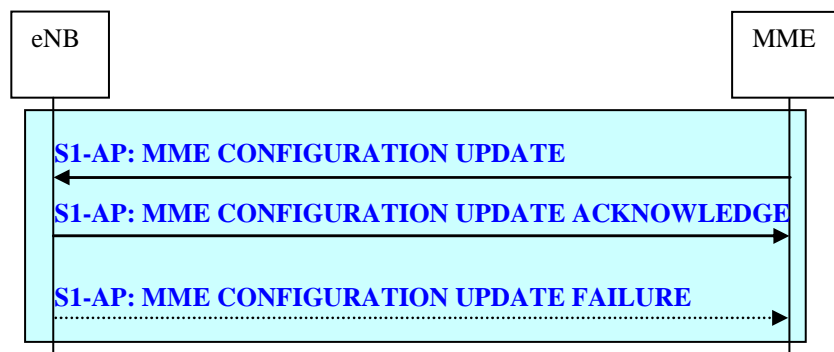 eNB
MME
S1-AP: MME CONFIGURATION UPDATE
S1-AP: MME CONFIGURATION UPDATE ACKNOWLEDGE
S1-AP: MME CONFIGURATION UPDATE FAILURE